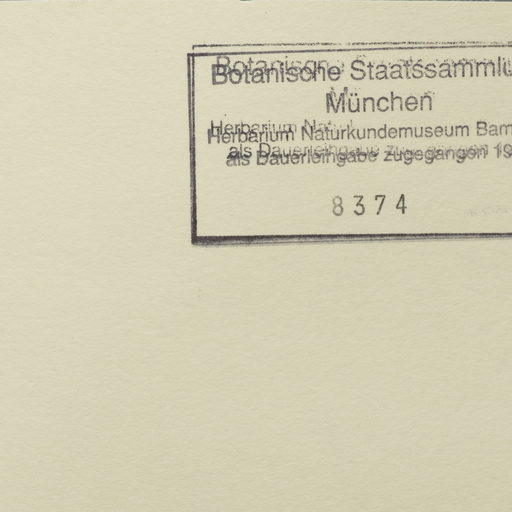 Botanische Staatssammlu
München
Herbarium Naturkundemuseum Bam
als Dauerleihgabe zugegangen 19
8374